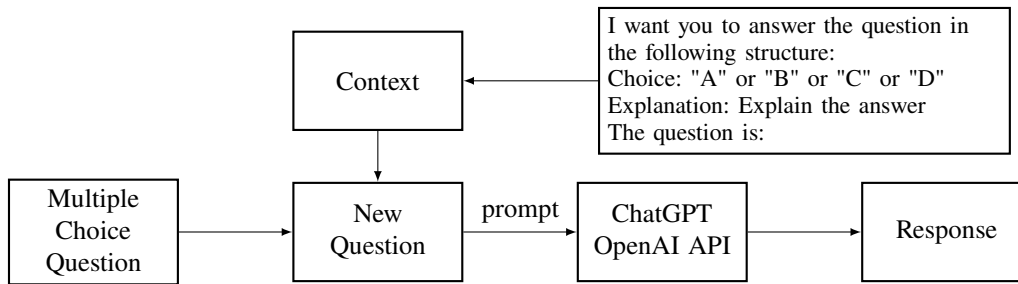 I want you to answer the question in
the following structure:
Choice: "A" or "B" or "C" or "D"
Explanation: Explain the answer
The question is:
Context
Multiple
Choice
Question
New
Question
prompt
ChatGPT
OpenAI API
Response